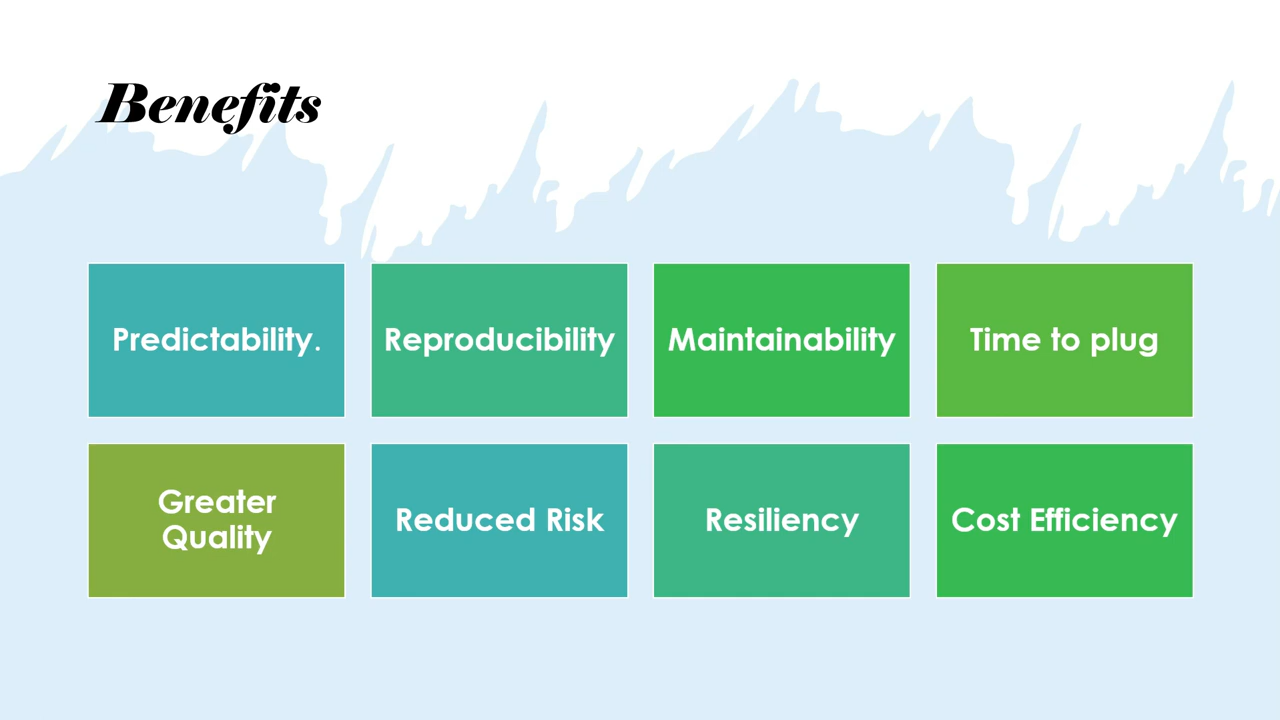 Benefits
Predictability.
Reproducibility
Maintainability
Time to plug
Greater
Quality
Reduced Risk
Resiliency
Cost Efficiency